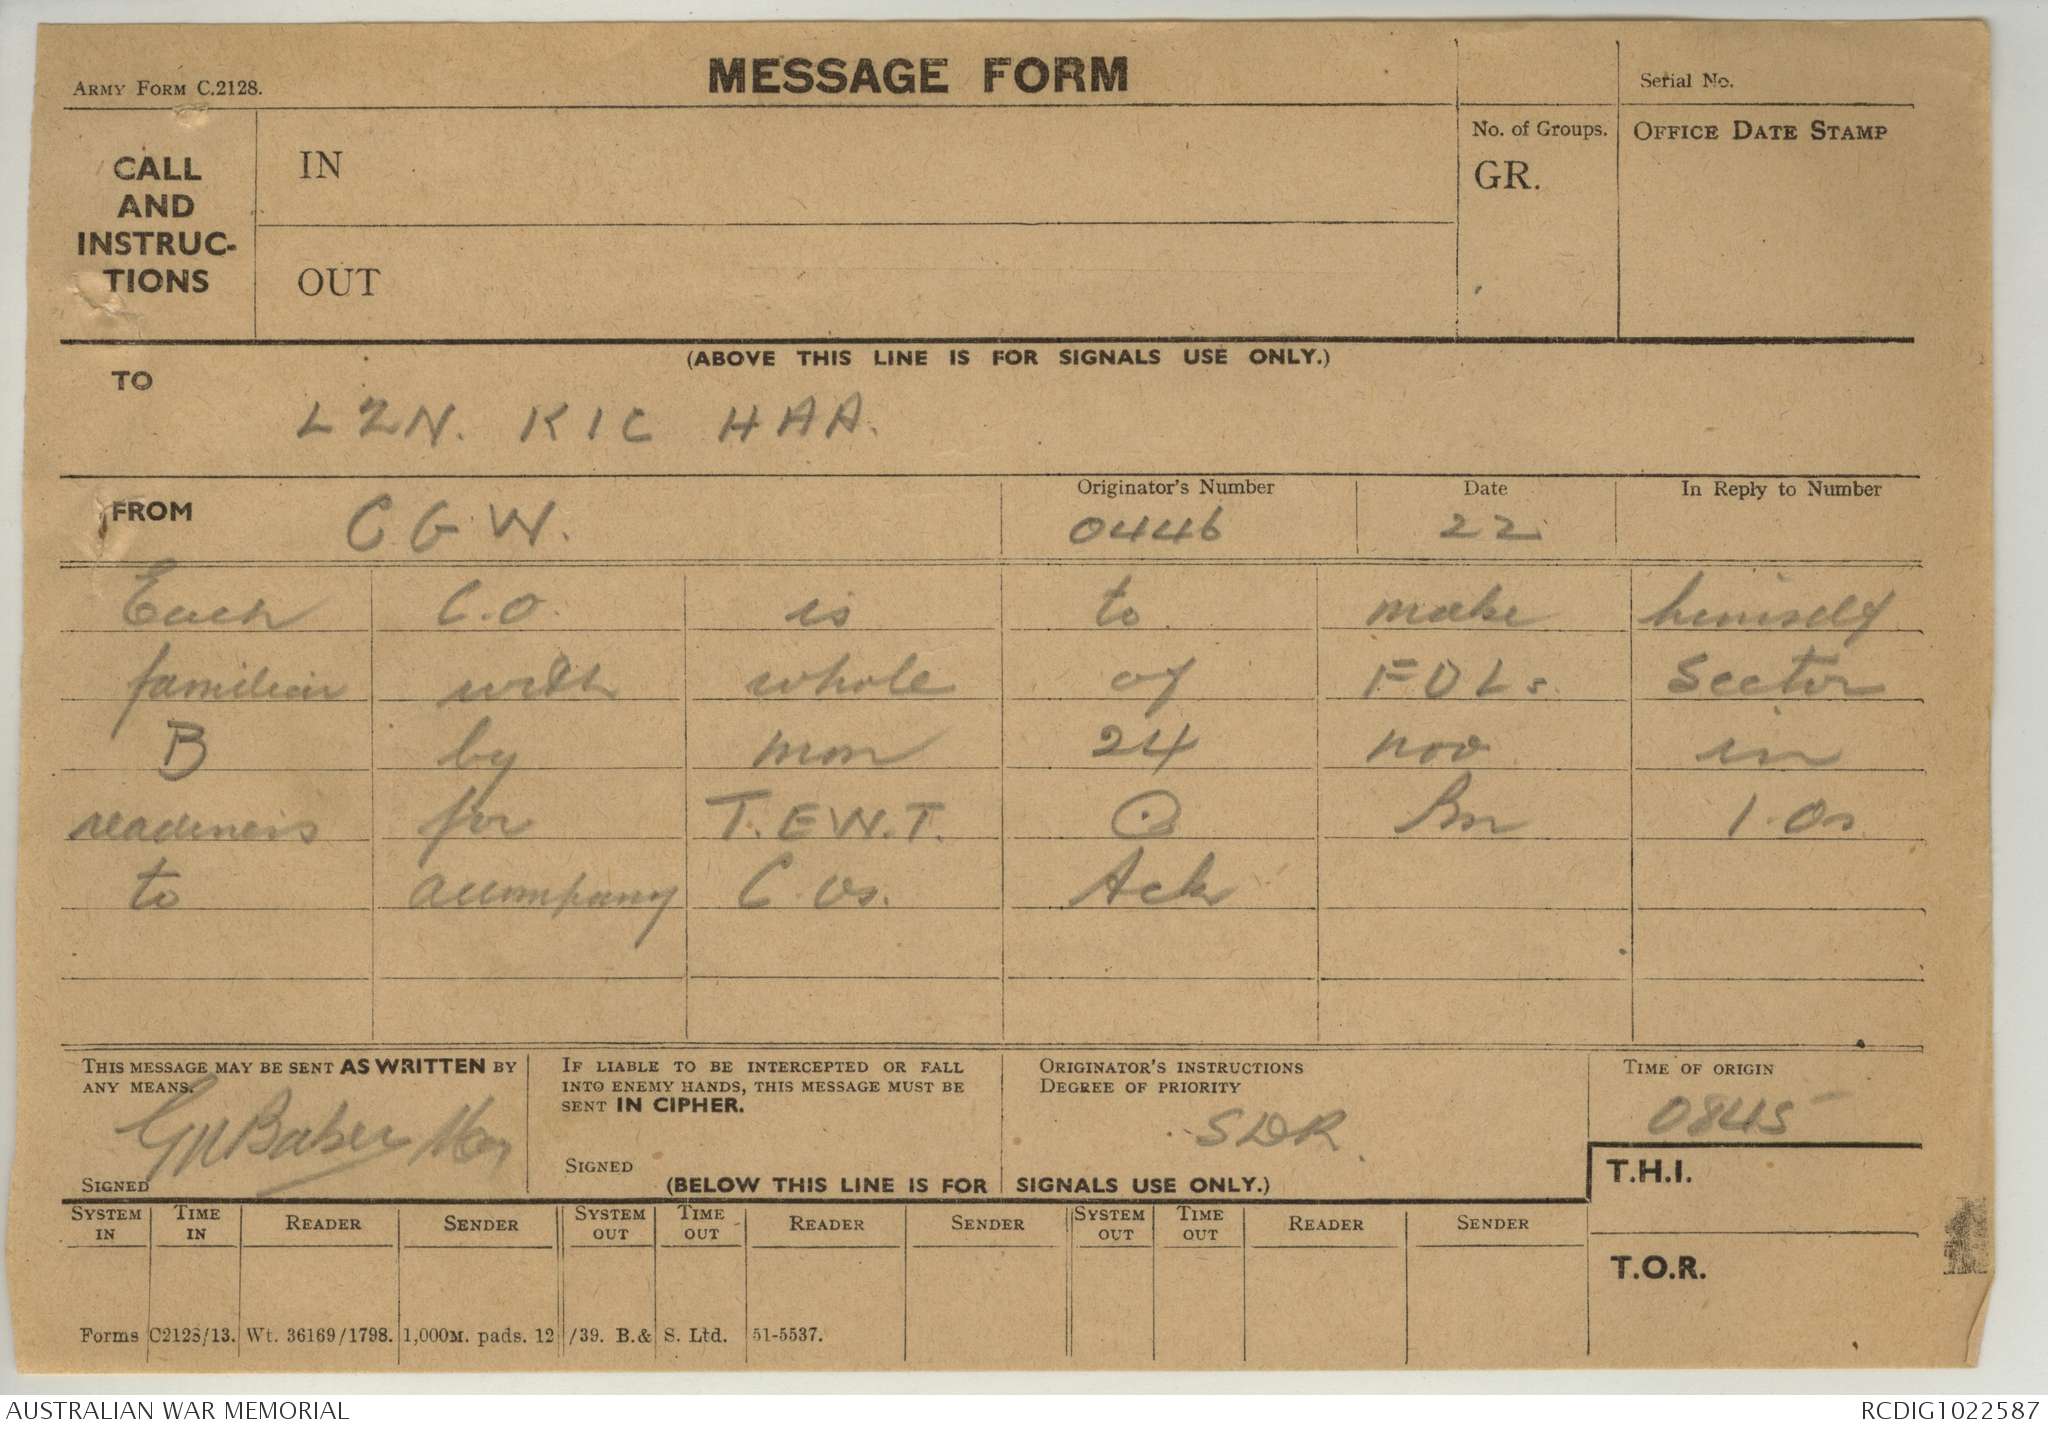 ARMY FORM C.2128.
MESSAGE FORM
Serial No.
CALL
AND
INSTRUC-
TIONS
IN
OUT
No. of Groups.
GR.
OFFICE DATE STAMP
(ABOVE THIS LINE IS FOR SIGNALS USE ONLY.)
TO
LZN. KIC HAA.
FROM
CGW.
Originator's Number
0446
Date
22
In Reply to Number
Each C.O. is to make himself
familiar with whole of FDLs. Sector
B by mon 24 nov in
readiness for T.E.W.T. Bn I.Os
to accompany C.Os. Ack
THIS MESSAGE MAY BE SENT AS WRITTEN BY
ANY MEANS.
Baker
SIGNED
IF LIABLE TO BE INTERCEPTED OR FALL
INTO ENEMY HANDS, THIS MESSAGE MUST BE
SENT IN CIPHER.
SIGNED
ORIGINATOR'S INSTRUCTIONS
DEGREE OF PRIORITY
SDR.
TIME OF ORIGIN
0845
(BELOW THIS LINE IS FOR SIGNALS USE ONLY.)
T.H.I.
T.O.R.
SYSTEM IN TIME IN READER SENDER SYSTEM OUT TIME OUT READER SENDER SYSTEM OUT TIME OUT READER SENDER
Forms C2128/13. Wt. 36169/1798. 1,000M. pads. 12/39. B.& S. Ltd. 51-5537.
AUSTRALIAN WAR MEMORIAL
RCDIG1022587